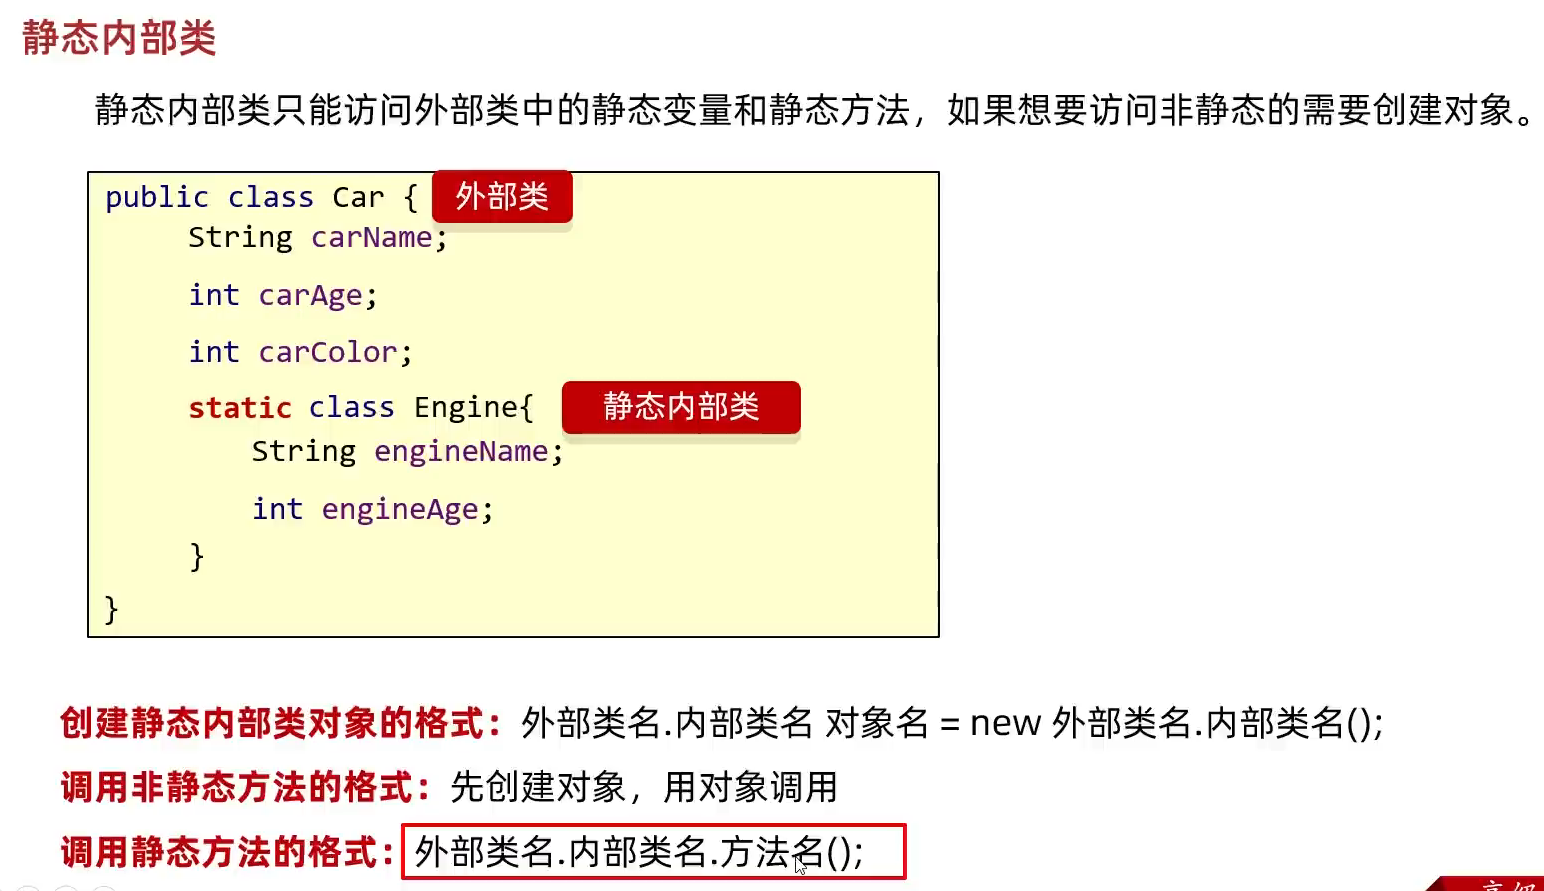 静态内部类
静态内部类只能访问外部类中的静态变量和静态方法，如果想要访问非静态的需要创建对象。
public class Car { 外部类
String carName;
int carAge;
int carColor;
static class Engine{ 静态内部类
String engineName;
int engineAge;
}
}
创建静态内部类对象的格式：外部类名.内部类名 对象名 = new 外部类名.内部类名();
调用非静态方法的格式：先创建对象，用对象调用
调用静态方法的格式：外部类名.内部类名.方法名();